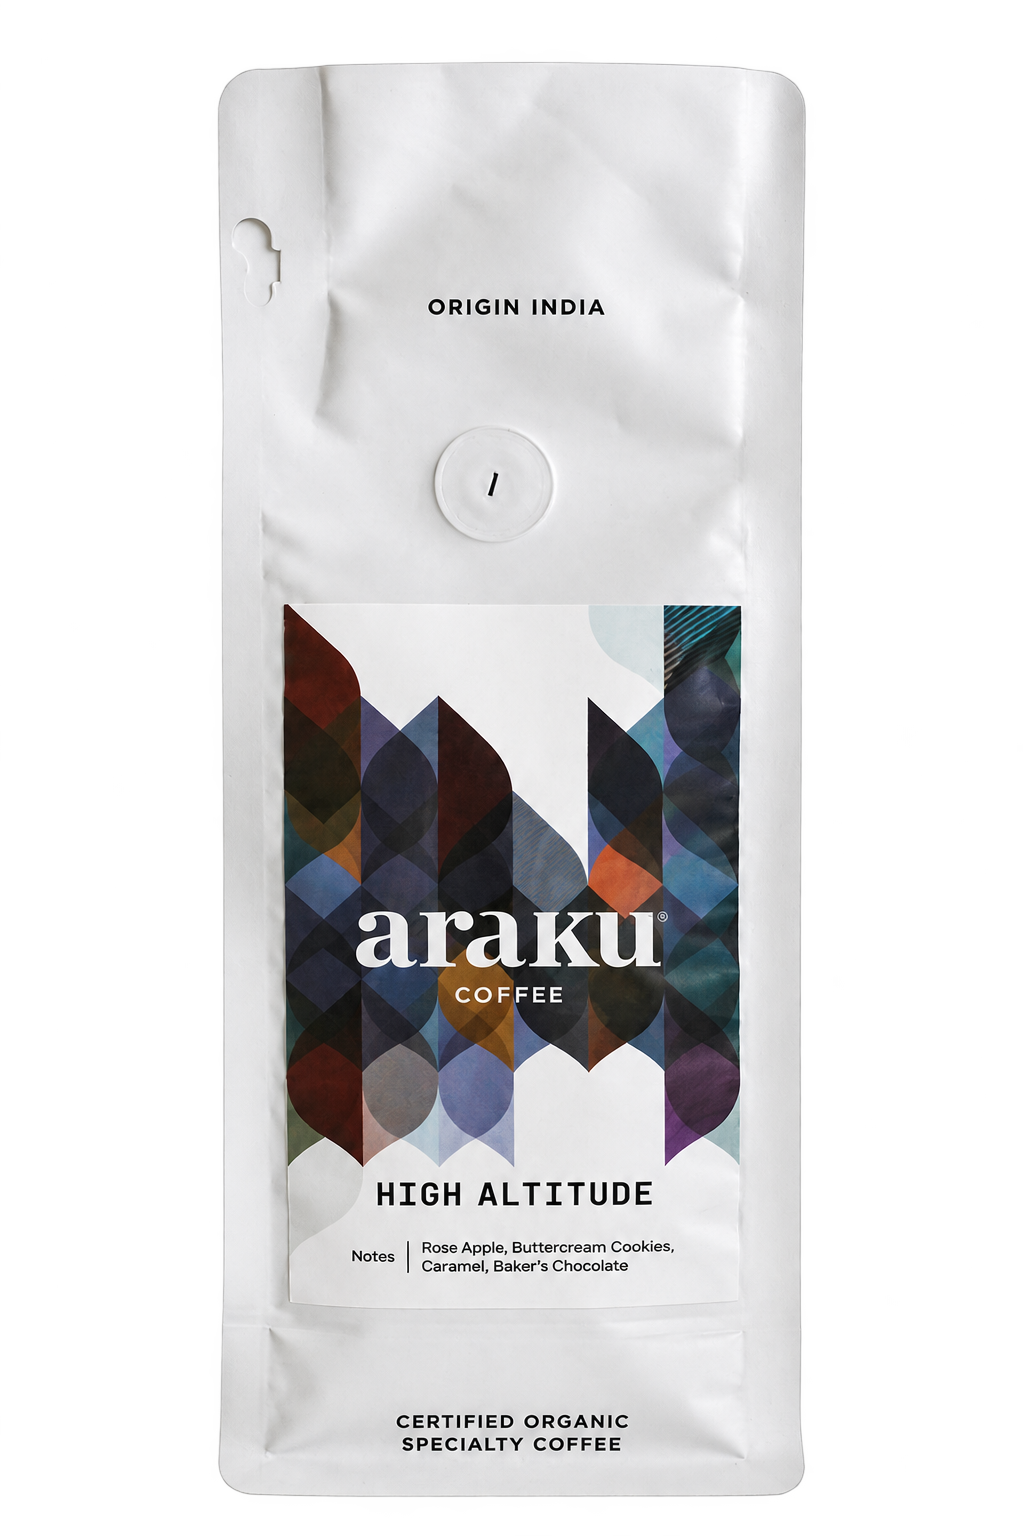 ORIGIN INDIA
araku®
COFFEE
HIGH ALTITUDE
Notes
Rose Apple, Buttercream Cookies,
Caramel, Baker's Chocolate
CERTIFIED ORGANIC
SPECIALTY COFFEE